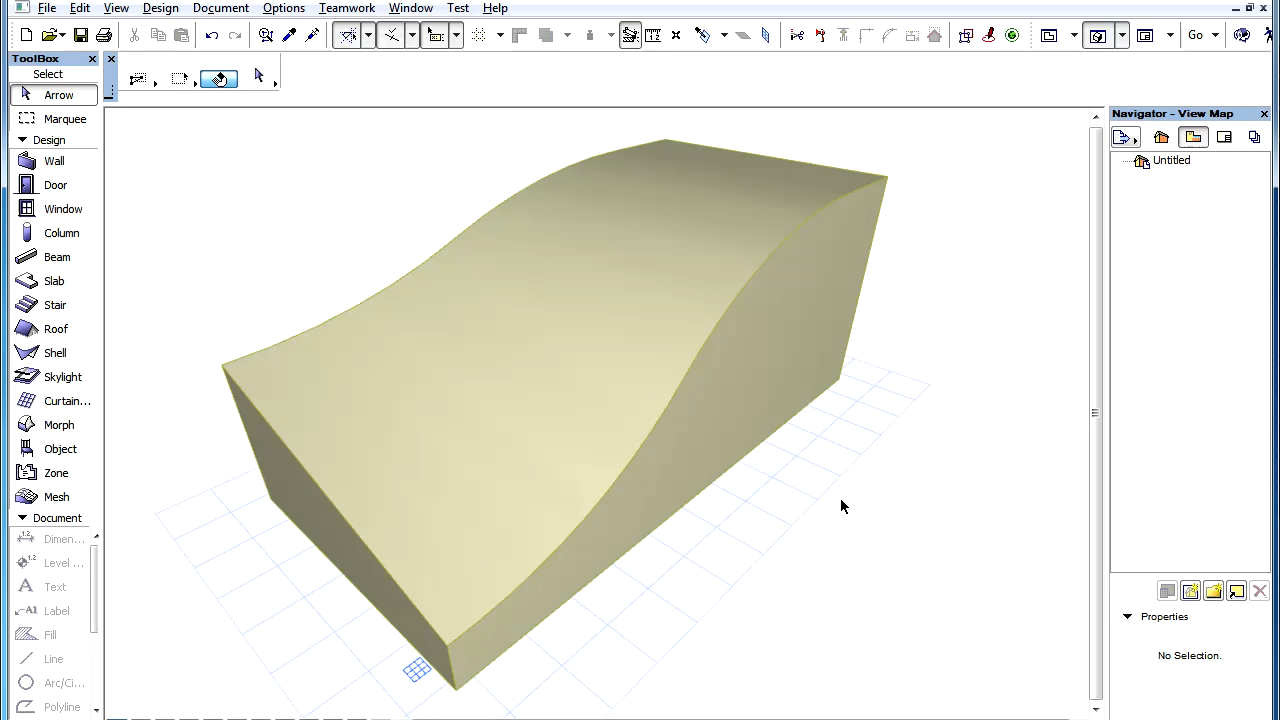 File Edit View Design Document Options Teamwork Window Test Help
Go
ToolBox
Select
Arrow
Marquee
Design
Wall
Door
Window
Column
Beam
Slab
Stair
Roof
Shell
Skylight
Curtain...
Morph
Object
Zone
Mesh
Document
Dimen...
Level ...
Text
Label
Fill
Line
Arc/Ci...
Polyline
Navigator - View Map
Untitled
Properties
No Selection.